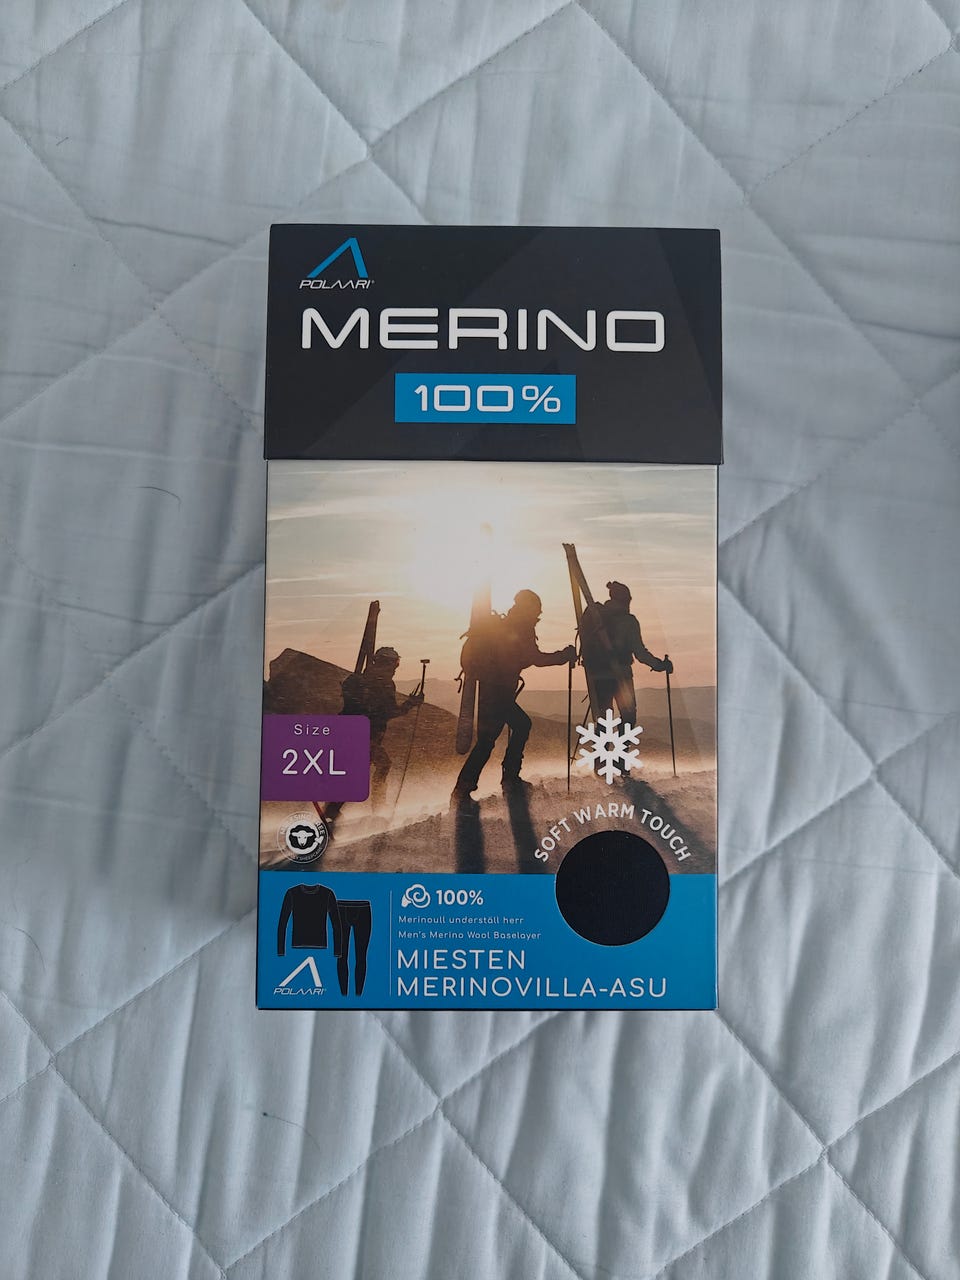 POLAARI®
MERINO
100%
Size
2XL
SOFT WARM TOUCH
100%
Merinoull underställ herr
Men's Merino Wool Baselayer
MIESTEN
MERINOVILLA-ASU
POLAARI®